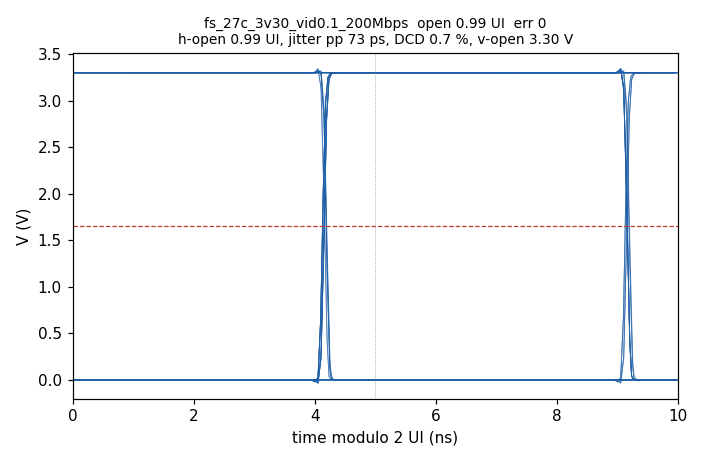 fs_27c_3v30_vid0.1_200Mbps  open 0.99 UI  err 0
h-open 0.99 UI, jitter pp 73 ps, DCD 0.7 %, v-open 3.30 V
3.5
3.0
2.5
2.0
1.5
1.0
0.5
0.0
V (V)
0 2 4 6 8 10
time modulo 2 UI (ns)